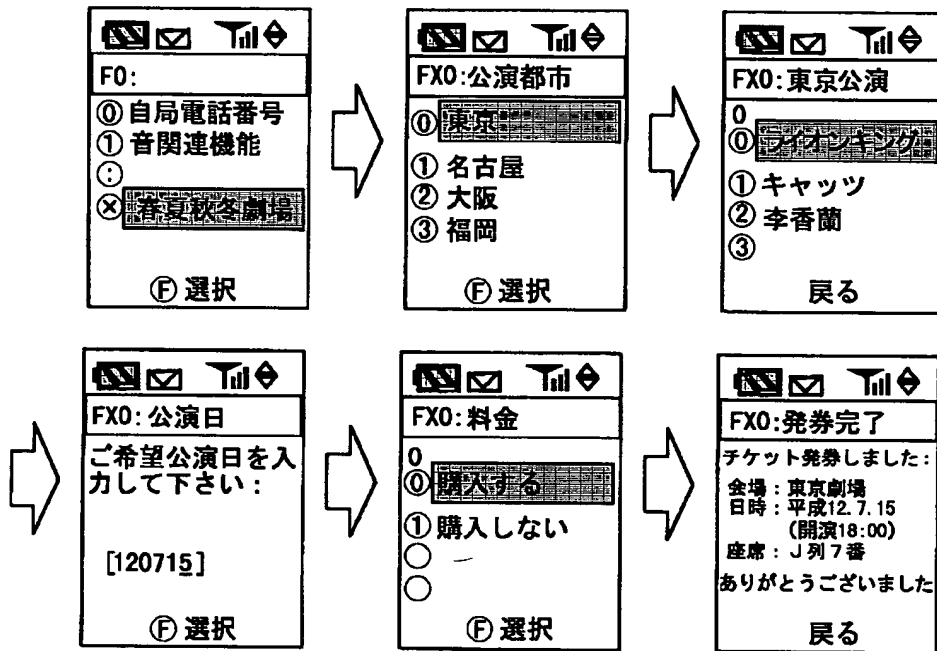 F0:
⓪自局電話番号
① 音関連機能
:
ⓧ 春夏秋冬劇場
Ⓕ 選択
FX0:公演都市
⓪ 東京
① 名古屋
② 大阪
③ 福岡
Ⓕ 選択
FX0:東京公演
0
⓪ ライオンキング
① キャッツ
② 李香蘭
③
戻る
FX0:公演日
ご希望公演日を入
力して下さい:
[120715]
Ⓕ 選択
FX0:料金
0
⓪ 購入する
① 購入しない
Ⓕ 選択
FX0:発券完了
チケット発券しました:
会場:東京劇場
日時:平成12.7.15
(開演18:00)
座席:J列7番
ありがとうございました
戻る